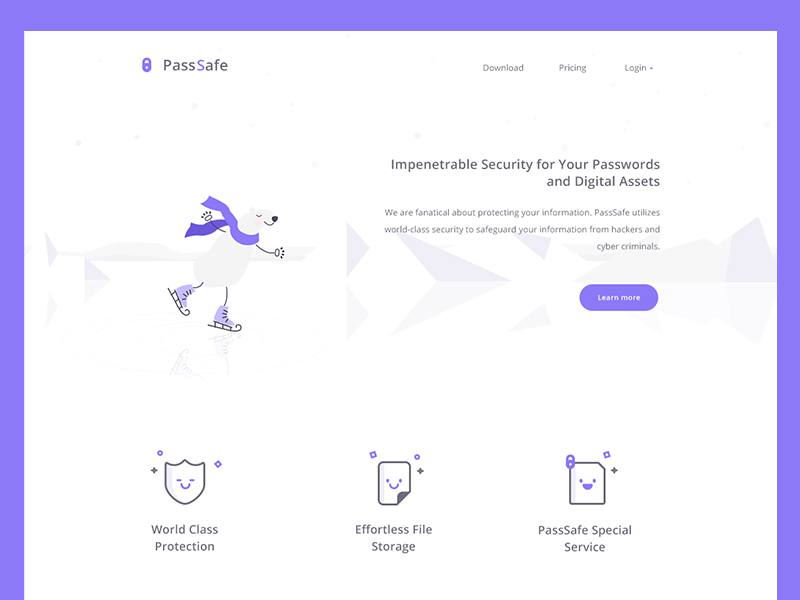 PassSafe
Download
Pricing
Login
Impenetrable Security for Your Passwords
and Digital Assets
We are fanatical about protecting your information. PassSafe utilizes
world-class security to safeguard your information from hackers and
cyber criminals.
Learn more
World Class
Protection
Effortless File
Storage
PassSafe Special
Service